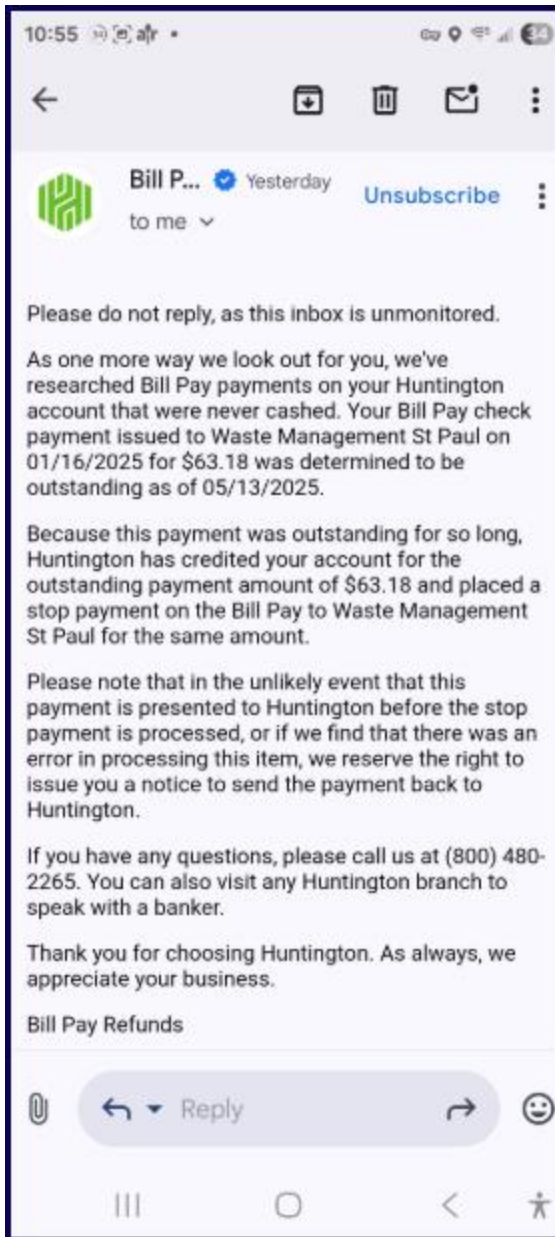 10:55
Bill P... Yesterday
Unsubscribe
to me
Please do not reply, as this inbox is unmonitored.
As one more way we look out for you, we've
researched Bill Pay payments on your Huntington
account that were never cashed. Your Bill Pay check
payment issued to Waste Management St Paul on
01/16/2025 for $63.18 was determined to be
outstanding as of 05/13/2025.
Because this payment was outstanding for so long,
Huntington has credited your account for the
outstanding payment amount of $63.18 and placed a
stop payment on the Bill Pay to Waste Management
St Paul for the same amount.
Please note that in the unlikely event that this
payment is presented to Huntington before the stop
payment is processed, or if we find that there was an
error in processing this item, we reserve the right to
issue you a notice to send the payment back to
Huntington.
If you have any questions, please call us at (800) 480-
2265. You can also visit any Huntington branch to
speak with a banker.
Thank you for choosing Huntington. As always, we
appreciate your business.
Bill Pay Refunds
Reply